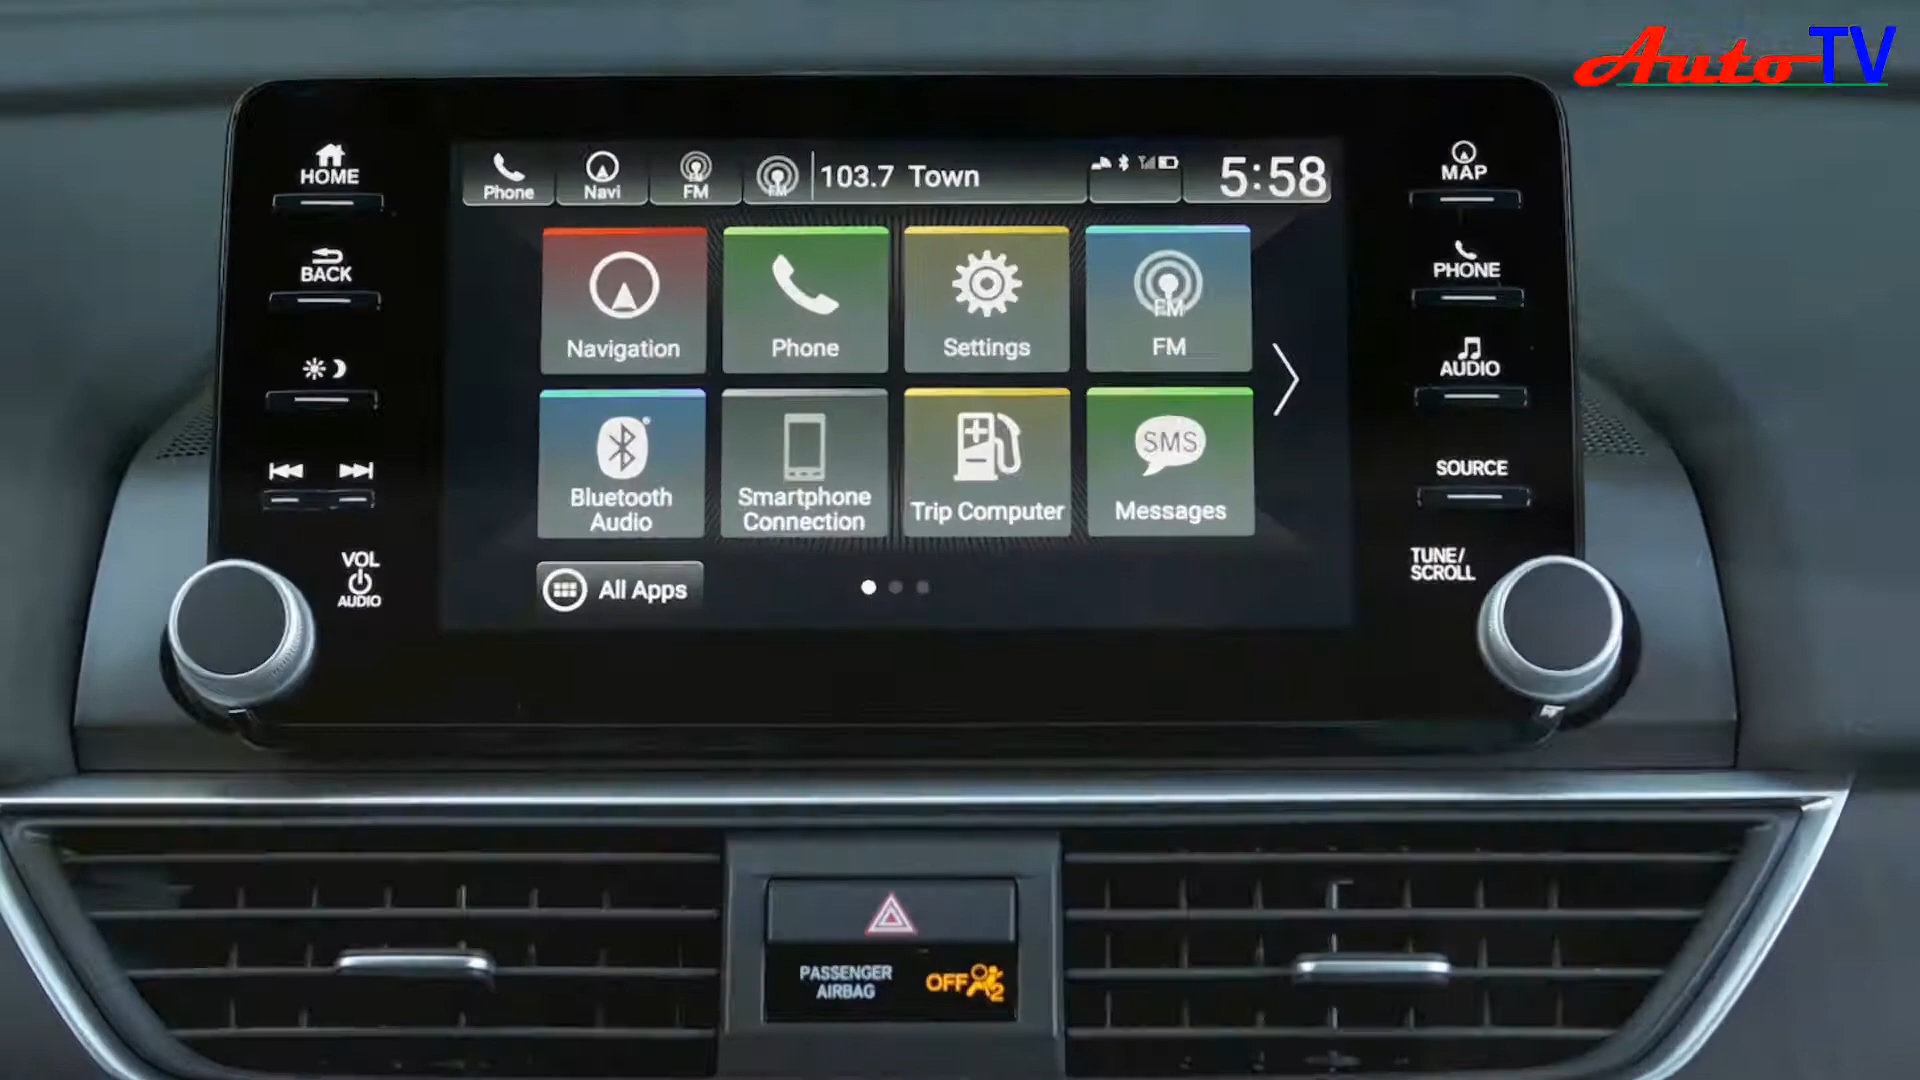 Auto TV
HOME
BACK
VOL
AUDIO
Phone
Navi
FM
FM
103.7 Town
5:58
Navigation
Phone
Settings
FM
FM
Bluetooth
Audio
Smartphone
Connection
Trip Computer
SMS
Messages
All Apps
MAP
PHONE
AUDIO
SOURCE
TUNE/
SCROLL
PASSENGER
AIRBAG
OFF
2